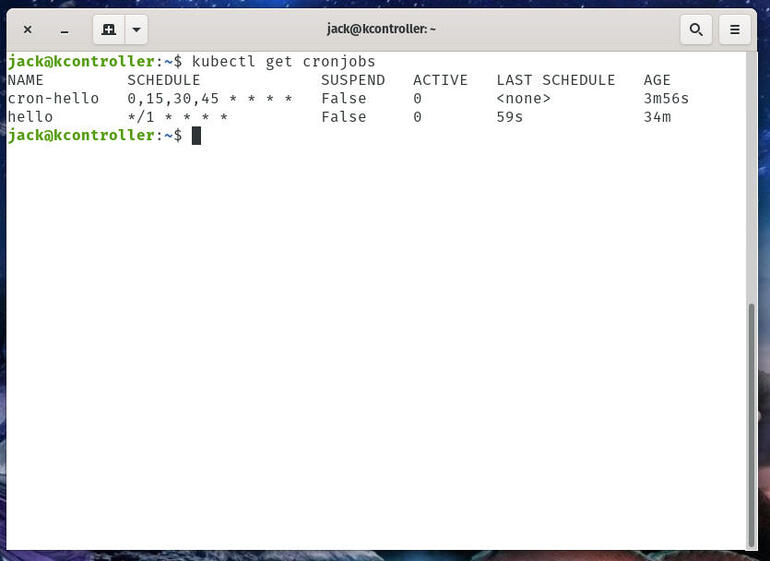 jack@kcontroller: ~
jack@kcontroller:~$ kubectl get cronjobs
NAME SCHEDULE SUSPEND ACTIVE LAST SCHEDULE AGE
cron-hello 0,15,30,45 * * * * False 0 <none> 3m56s
hello */1 * * * * False 0 59s 34m
jack@kcontroller:~$